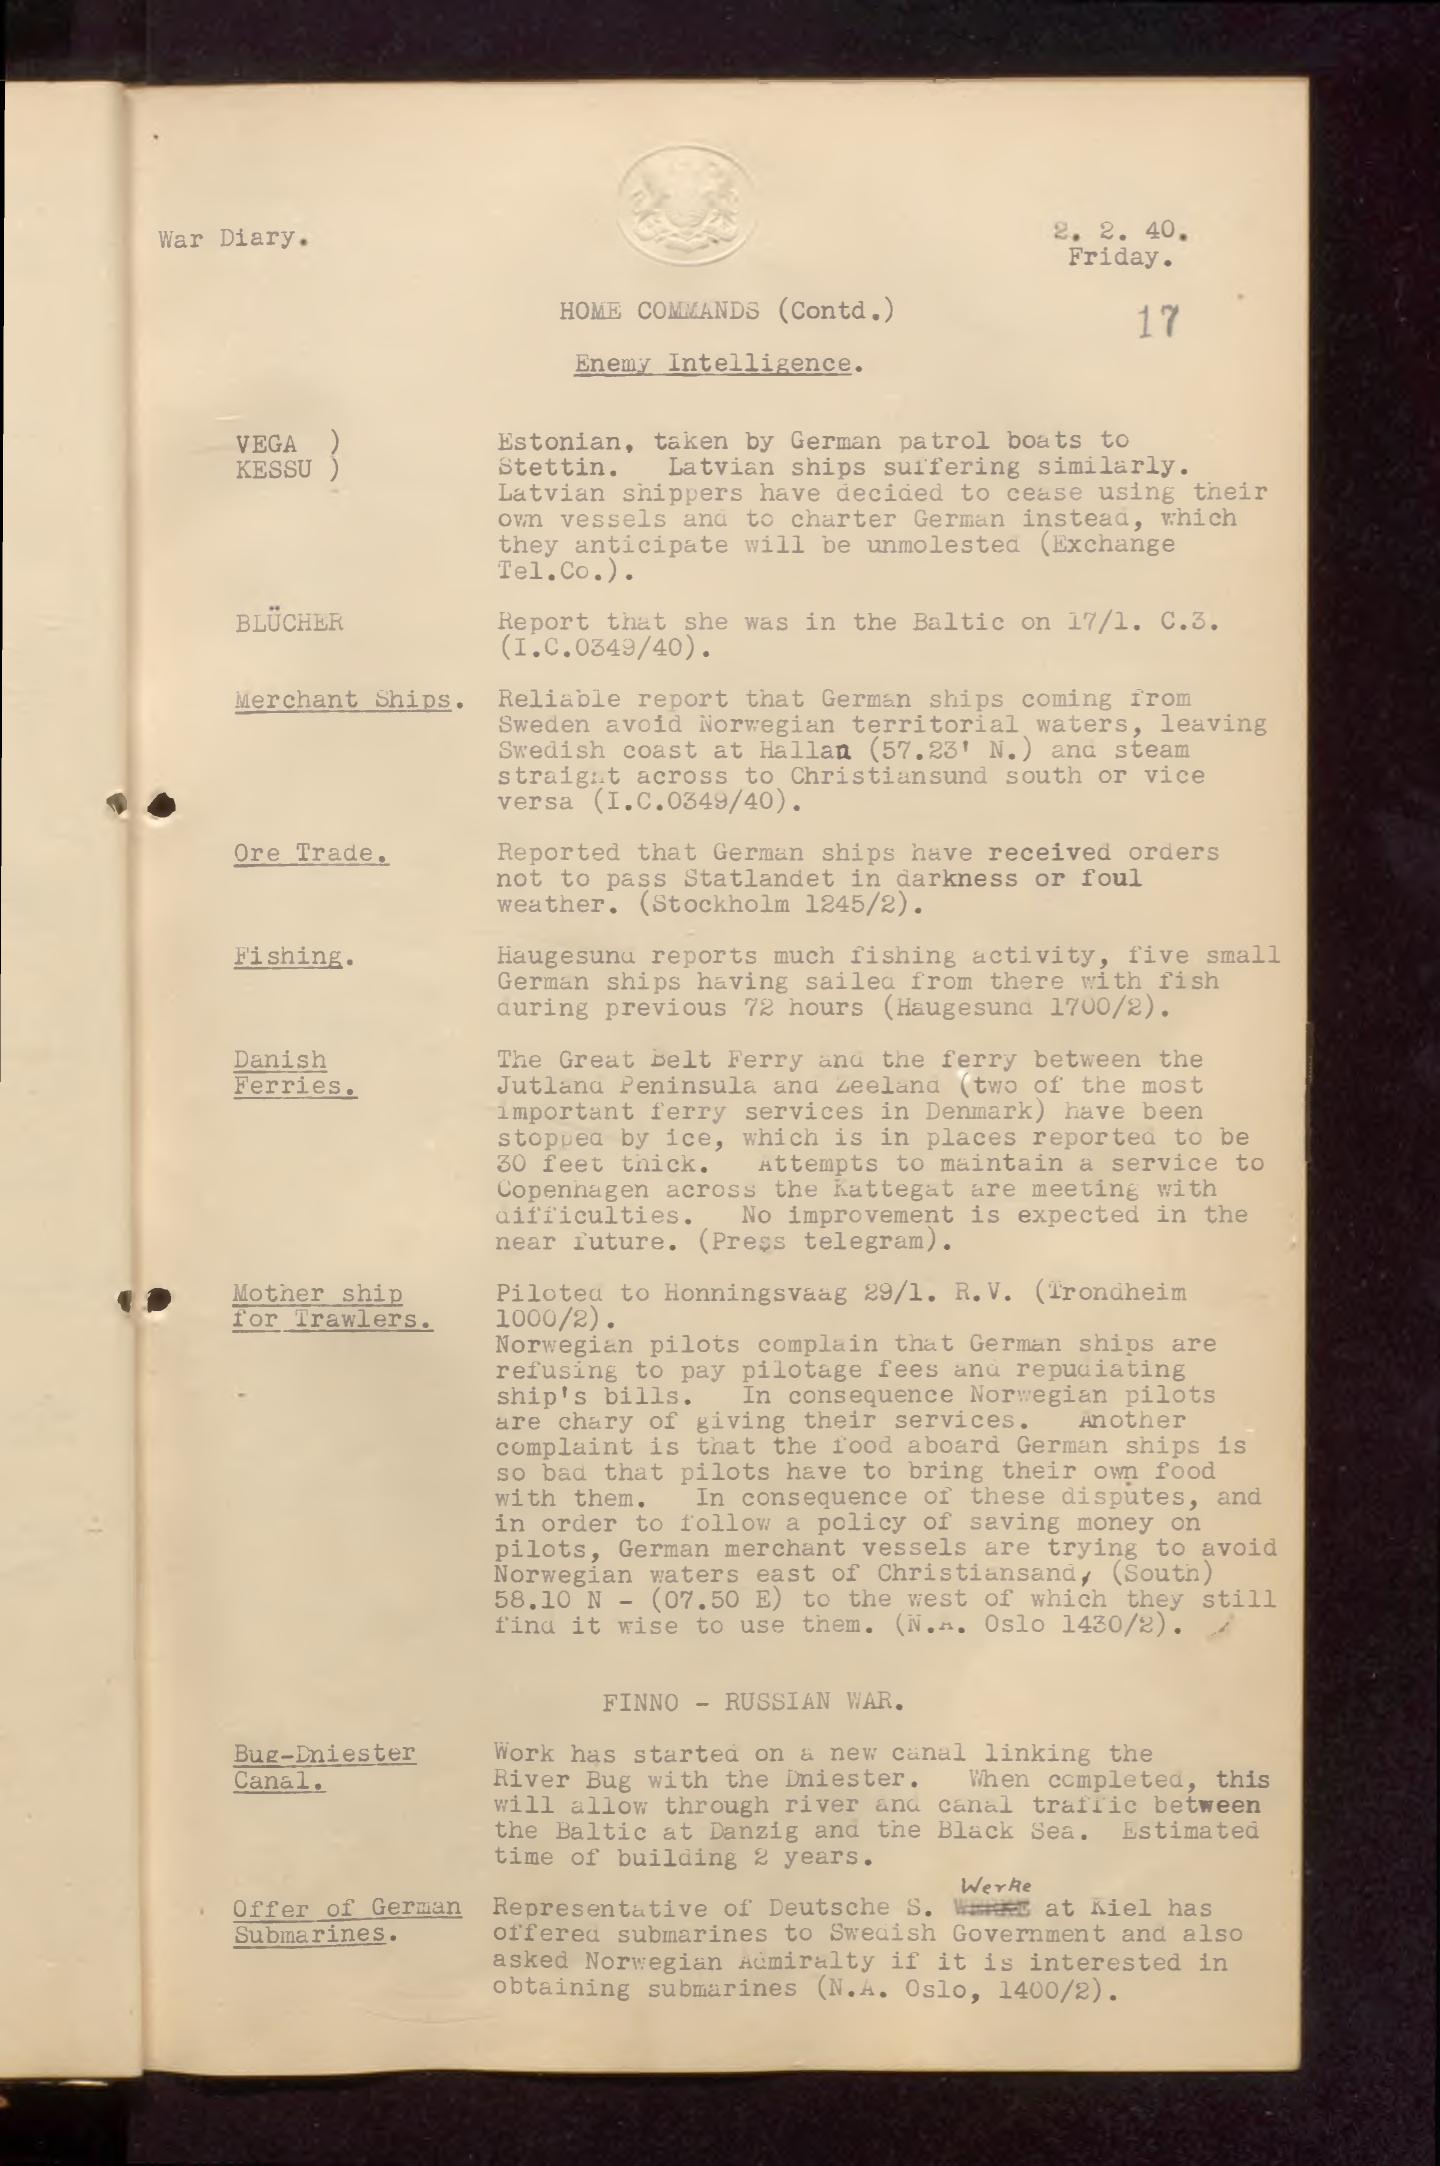 War Diary.
2. 2. 40.
Friday.
HOME COMMANDS (Contd.)
17
Enemy Intelligence.
VEGA )
KESSU )
Estonian, taken by German patrol boats to
Stettin. Latvian ships suffering similarly.
Latvian shippers have decided to cease using their
own vessels and to charter German instead, which
they anticipate will be unmolested (Exchange
Tel.Co.).
BLÜCHER
Report that she was in the Baltic on 17/1. C.3.
(I.C.0349/40).
Merchant Ships.
Reliable report that German ships coming from
Sweden avoid Norwegian territorial waters, leaving
Swedish coast at Hallan (57.23' N.) and steam
straight across to Christiansund south or vice
versa (I.C.0349/40).
Ore Trade.
Reported that German ships have received orders
not to pass Statlandet in darkness or foul
weather. (Stockholm 1245/2).
Fishing.
Haugesund reports much fishing activity, five small
German ships having sailed from there with fish
during previous 72 hours (Haugesund 1700/2).
Danish
Ferries.
The Great Belt Ferry and the ferry between the
Jutland Peninsula and Zeeland (two of the most
important ferry services in Denmark) have been
stopped by ice, which is in places reported to be
30 feet thick. Attempts to maintain a service to
Copenhagen across the Kattegat are meeting with
difficulties. No improvement is expected in the
near future. (Press telegram).
Mother ship
for Trawlers.
Piloted to Honningsvaag 29/1. R.V. (Trondheim
1000/2).
Norwegian pilots complain that German ships are
refusing to pay pilotage fees and repudiating
ship's bills. In consequence Norwegian pilots
are chary of giving their services. Another
complaint is that the food aboard German ships is
so bad that pilots have to bring their own food
with them. In consequence of these disputes, and
in order to follow a policy of saving money on
pilots, German merchant vessels are trying to avoid
Norwegian waters east of Christiansand, (South)
58.10 N - (07.50 E) to the west of which they still
find it wise to use them. (N.A. Oslo 1430/2).
FINNO - RUSSIAN WAR.
Bug-Dniester
Canal.
Work has started on a new canal linking the
River Bug with the Dniester. When completed, this
will allow through river and canal traffic between
the Baltic at Danzig and the Black Sea. Estimated
time of building 2 years.
Offer of German
Submarines.
Werke
Representative of Deutsche S. WERKE at Kiel has
offered submarines to Swedish Government and also
asked Norwegian Admiralty if it is interested in
obtaining submarines (N.A. Oslo, 1400/2).